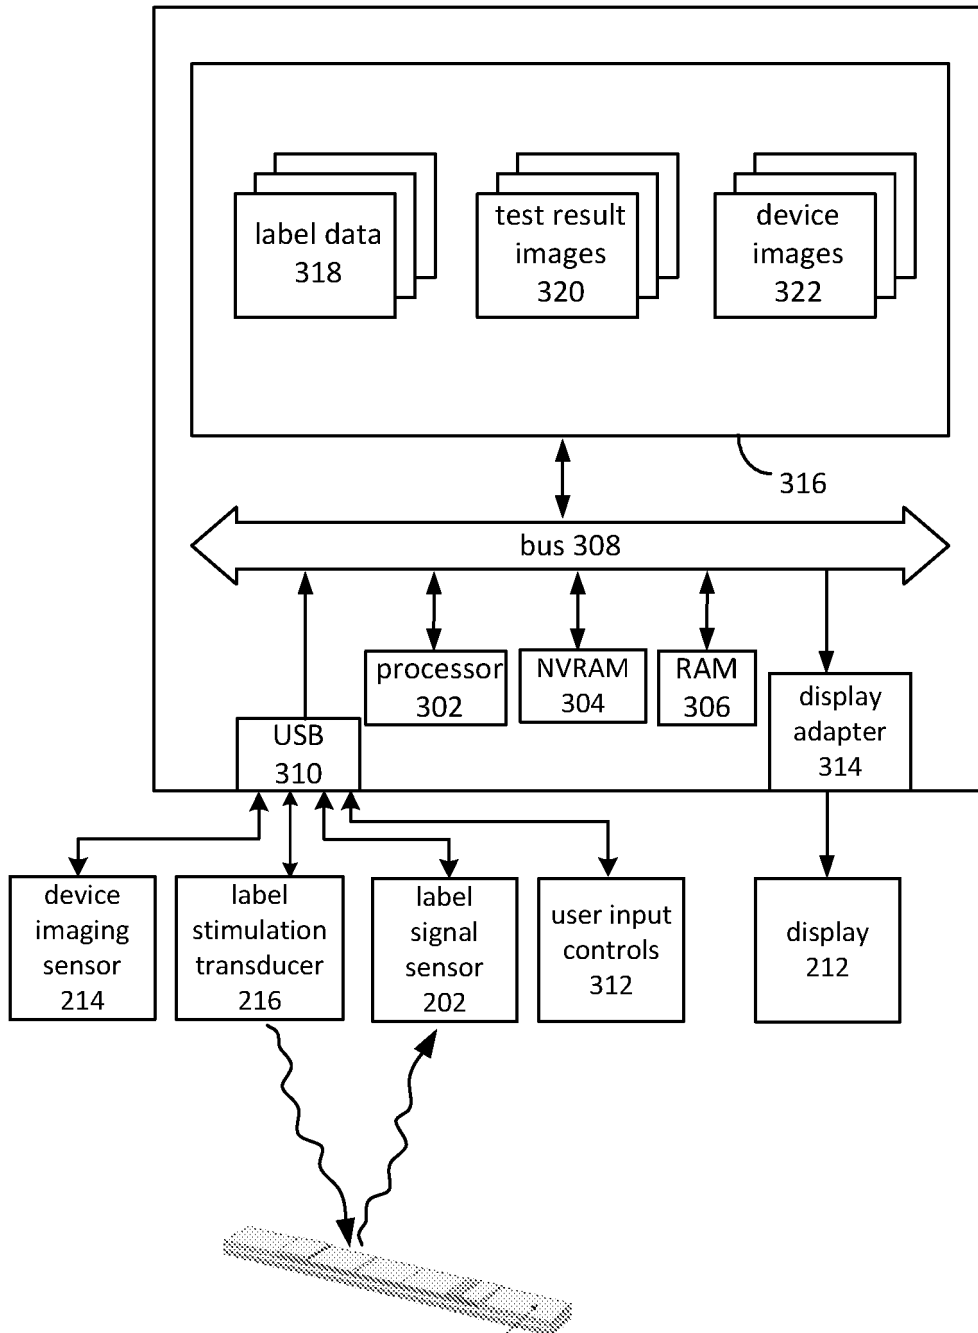 label data
318
test result
images
320
device
images
322
316
bus 308
processor
302
NVRAM
304
RAM
306
display
adapter
314
USB
310
device
imaging
sensor
214
label
stimulation
transducer
216
label
signal
sensor
202
user input
controls
312
display
212